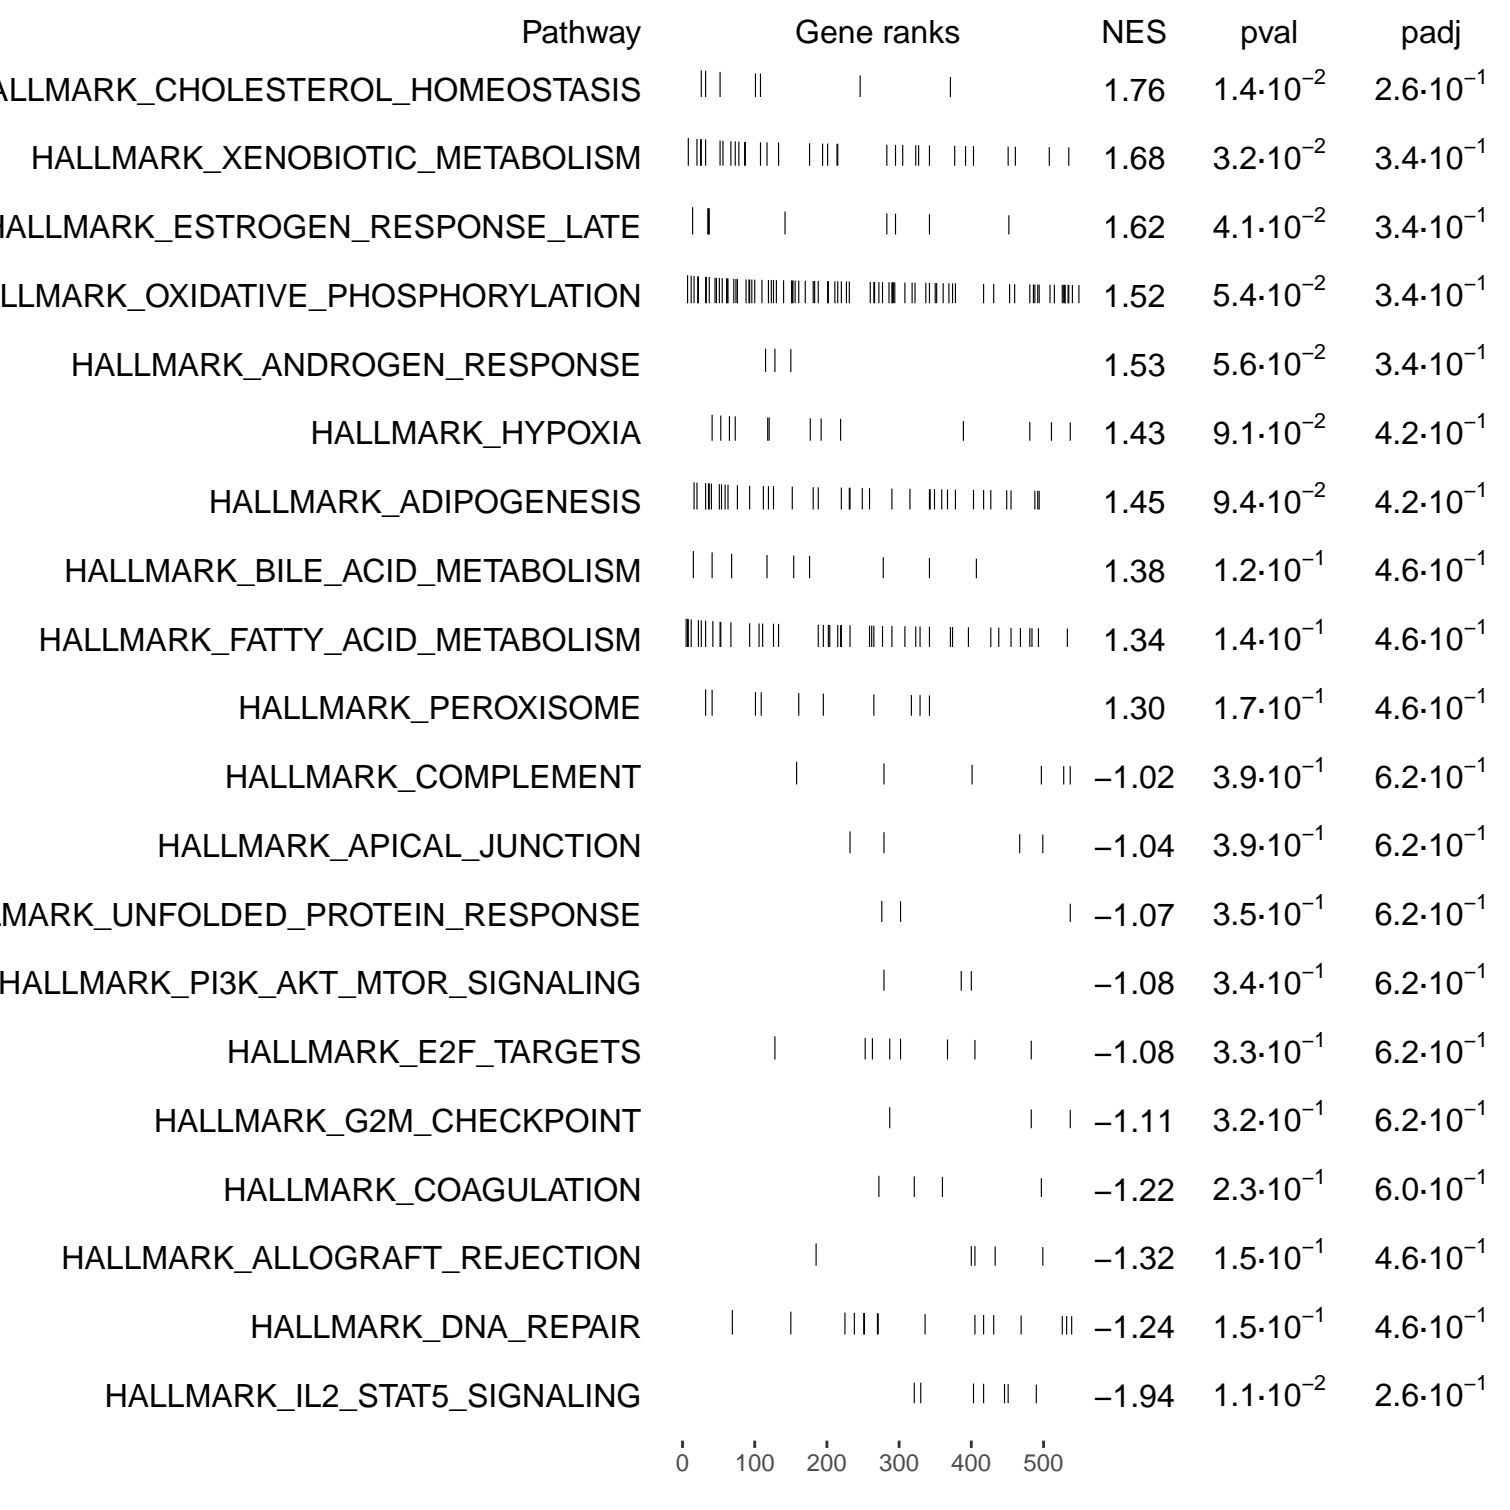 Pathway Gene ranks NES pval padj
ALLMARK_CHOLESTEROL_HOMEOSTASIS 1.76 1.4·10⁻² 2.6·10⁻¹
HALLMARK_XENOBIOTIC_METABOLISM 1.68 3.2·10⁻² 3.4·10⁻¹
HALLMARK_ESTROGEN_RESPONSE_LATE 1.62 4.1·10⁻² 3.4·10⁻¹
LLMARK_OXIDATIVE_PHOSPHORYLATION 1.52 5.4·10⁻² 3.4·10⁻¹
HALLMARK_ANDROGEN_RESPONSE 1.53 5.6·10⁻² 3.4·10⁻¹
HALLMARK_HYPOXIA 1.43 9.1·10⁻² 4.2·10⁻¹
HALLMARK_ADIPOGENESIS 1.45 9.4·10⁻² 4.2·10⁻¹
HALLMARK_BILE_ACID_METABOLISM 1.38 1.2·10⁻¹ 4.6·10⁻¹
HALLMARK_FATTY_ACID_METABOLISM 1.34 1.4·10⁻¹ 4.6·10⁻¹
HALLMARK_PEROXISOME 1.30 1.7·10⁻¹ 4.6·10⁻¹
HALLMARK_COMPLEMENT −1.02 3.9·10⁻¹ 6.2·10⁻¹
HALLMARK_APICAL_JUNCTION −1.04 3.9·10⁻¹ 6.2·10⁻¹
MARK_UNFOLDED_PROTEIN_RESPONSE −1.07 3.5·10⁻¹ 6.2·10⁻¹
HALLMARK_PI3K_AKT_MTOR_SIGNALING −1.08 3.4·10⁻¹ 6.2·10⁻¹
HALLMARK_E2F_TARGETS −1.08 3.3·10⁻¹ 6.2·10⁻¹
HALLMARK_G2M_CHECKPOINT −1.11 3.2·10⁻¹ 6.2·10⁻¹
HALLMARK_COAGULATION −1.22 2.3·10⁻¹ 6.0·10⁻¹
HALLMARK_ALLOGRAFT_REJECTION −1.32 1.5·10⁻¹ 4.6·10⁻¹
HALLMARK_DNA_REPAIR −1.24 1.5·10⁻¹ 4.6·10⁻¹
HALLMARK_IL2_STAT5_SIGNALING −1.94 1.1·10⁻² 2.6·10⁻¹
0 100 200 300 400 500